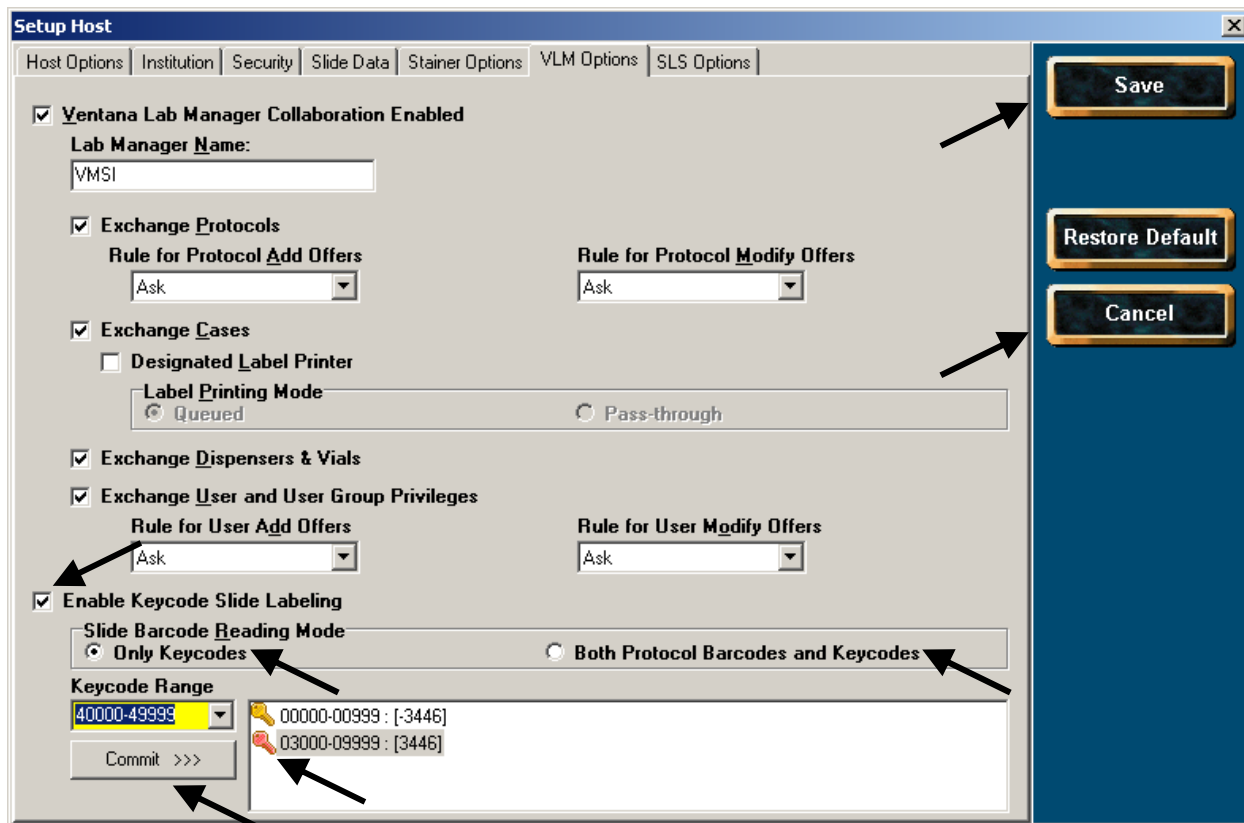 Setup Host
Host Options Institution Security Slide Data Stainer Options VLM Options SLS Options
Save
Restore Default
Cancel
Ventana Lab Manager Collaboration Enabled
Lab Manager Name:
VMSI
Exchange Protocols
Rule for Protocol Add Offers Rule for Protocol Modify Offers
Ask Ask
Exchange Cases
Designated Label Printer
Label Printing Mode
Queued Pass-through
Exchange Dispensers & Vials
Exchange User and User Group Privileges
Rule for User Add Offers Rule for User Modify Offers
Ask Ask
Enable Keycode Slide Labeling
Slide Barcode Reading Mode
Only Keycodes Both Protocol Barcodes and Keycodes
Keycode Range
40000-49999 00000-00999 : [-3446]
03000-09999 : [3446]
Commit >>>